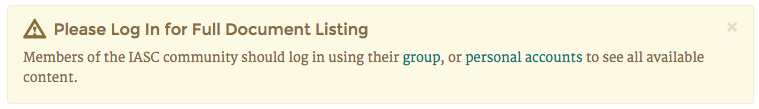 Please Log In for Full Document Listing
Members of the IASC community should log in using their group, or personal accounts to see all available
content.